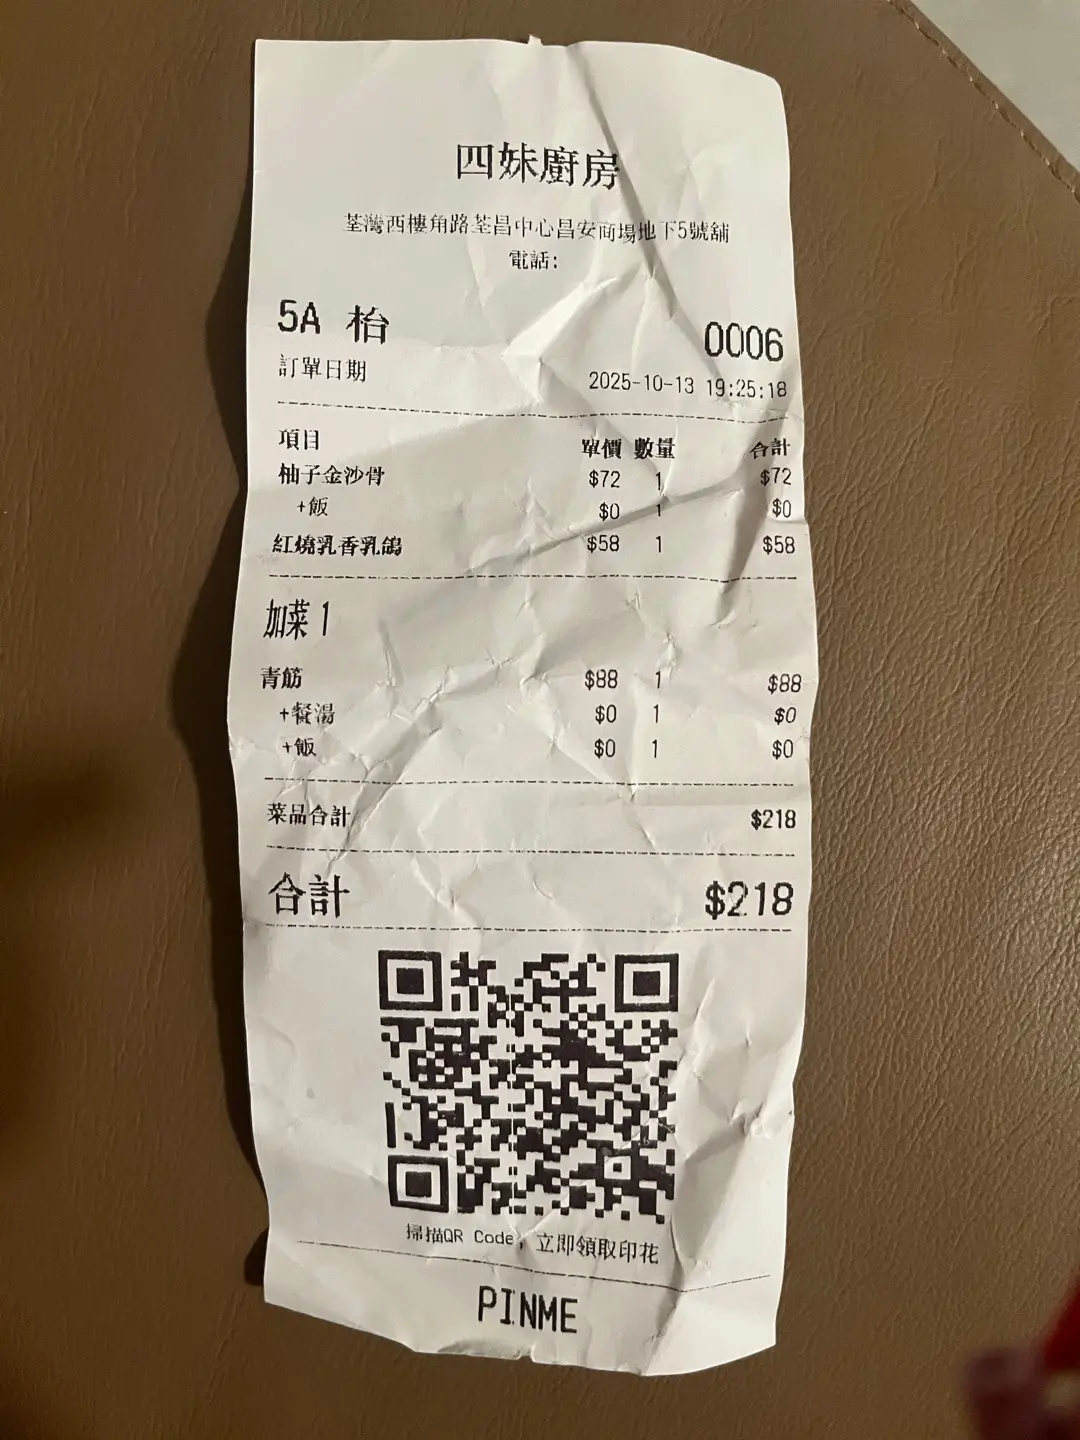 四妹廚房
荃灣西樓角路荃昌中心昌安商場地下5號舖
電話:
5A 枱
0006
訂單日期 2025-10-13 19:25:18
項目 單價 數量 合計
柚子金沙骨 $72 1 $72
+飯 $0 1 $0
紅燒乳香乳鴿 $58 1 $58
加菜 1
青筋 $88 1 $88
+餐湯 $0 1 $0
+飯 $0 1 $0
菜品合計 $218
合計 $218
掃描QR Code, 立即領取印花
PINME